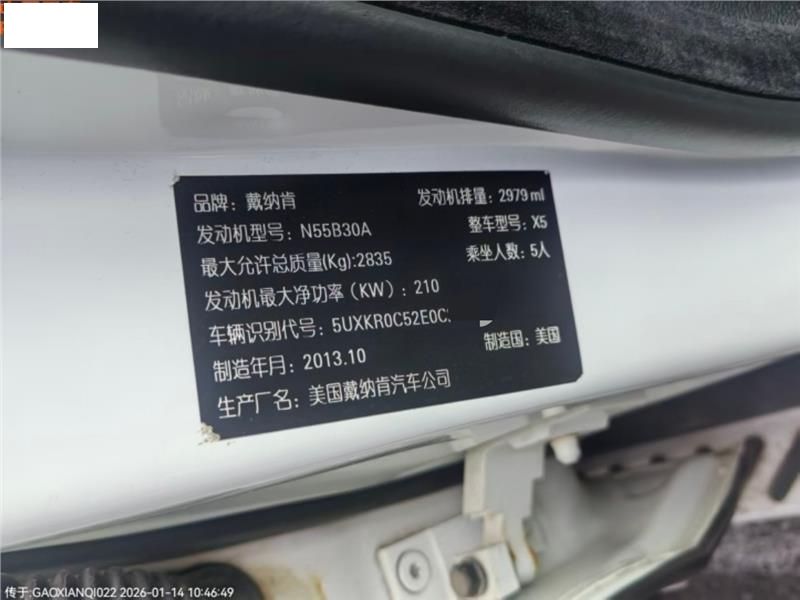 品牌：戴纳肯 发动机排量：2979 ml
发动机型号：N55B30A 整车型号：X5
最大允许总质量(Kg):2835 乘坐人数：5人
发动机最大净功率（KW）：210
车辆识别代号：5UXKR0C52E0C
制造年月：2013.10 制造国：美国
生产厂名：美国戴纳肯汽车公司
传于:GAOXIANQI022 2026-01-14 10:46:49